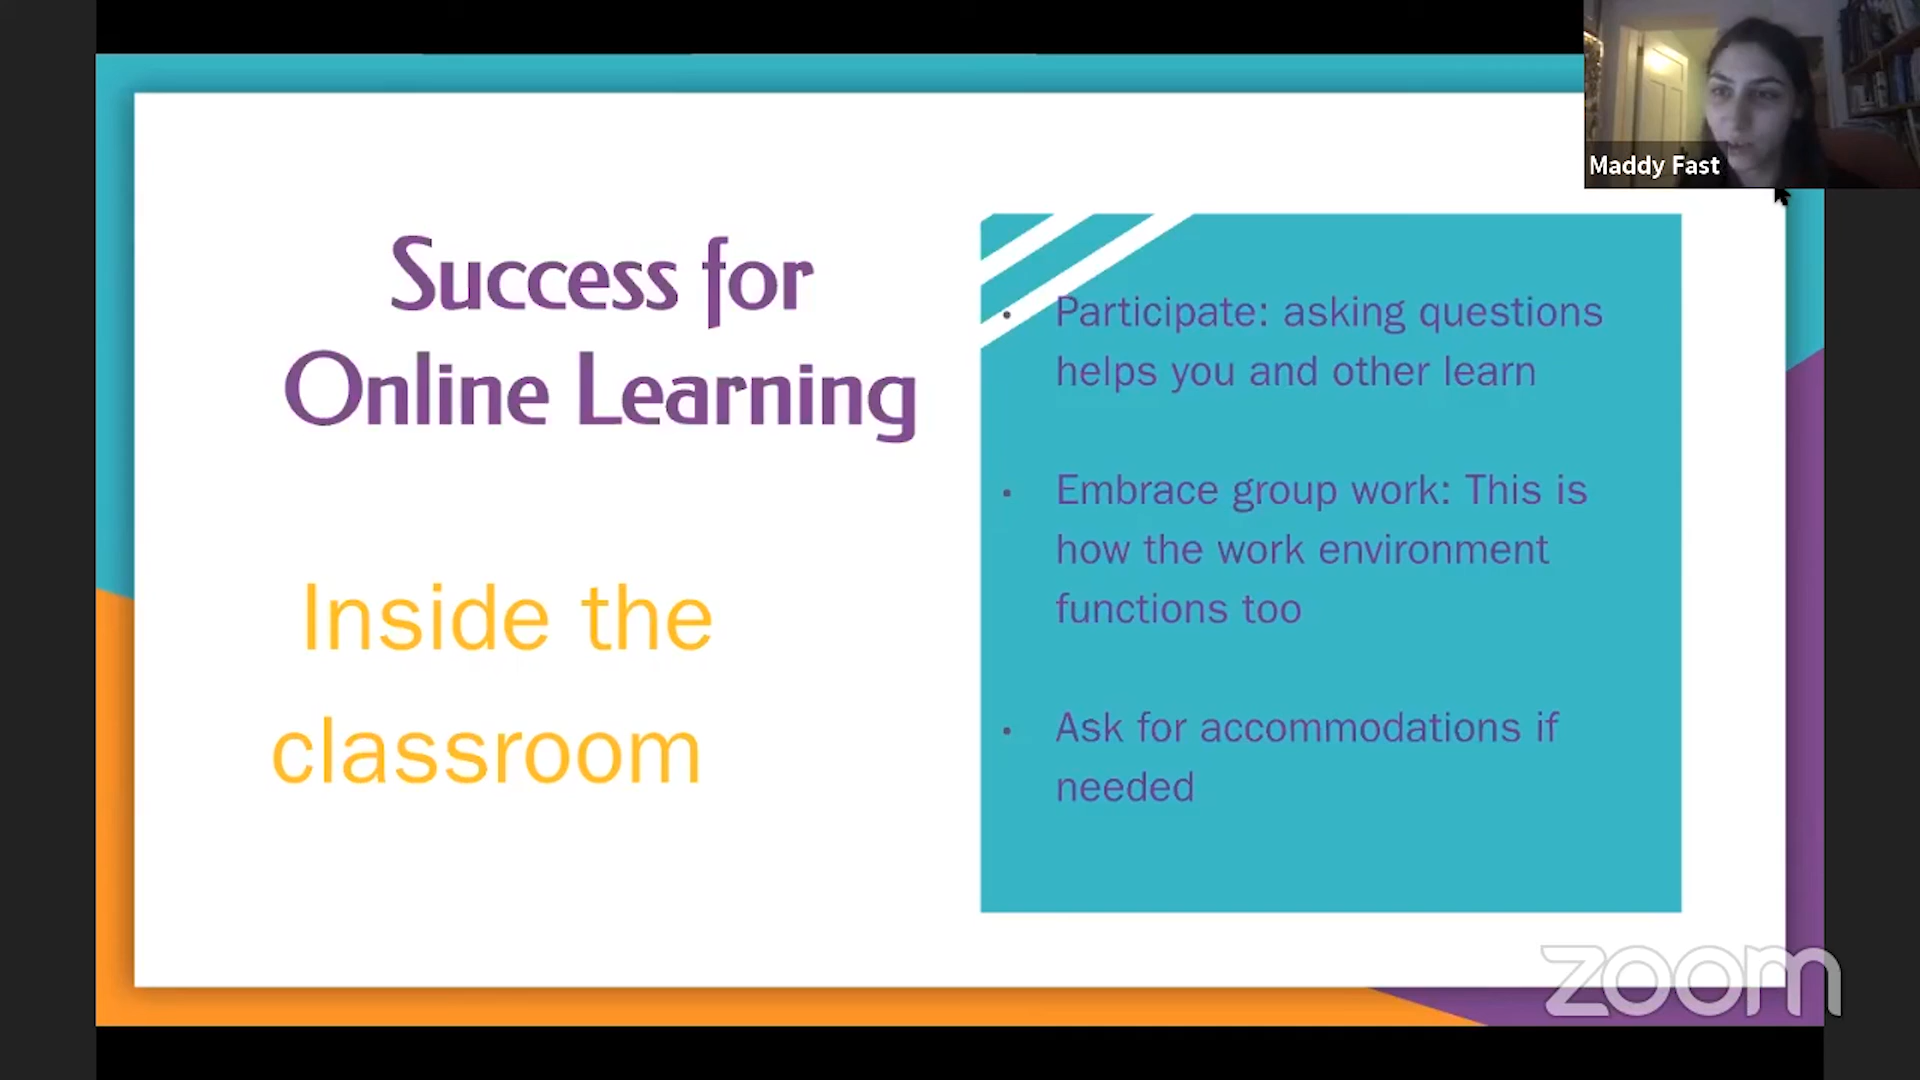 Maddy Fast
Success for
Online Learning
Inside the
classroom
• Participate: asking questions
helps you and other learn
• Embrace group work: This is
how the work environment
functions too
• Ask for accommodations if
needed
zoom